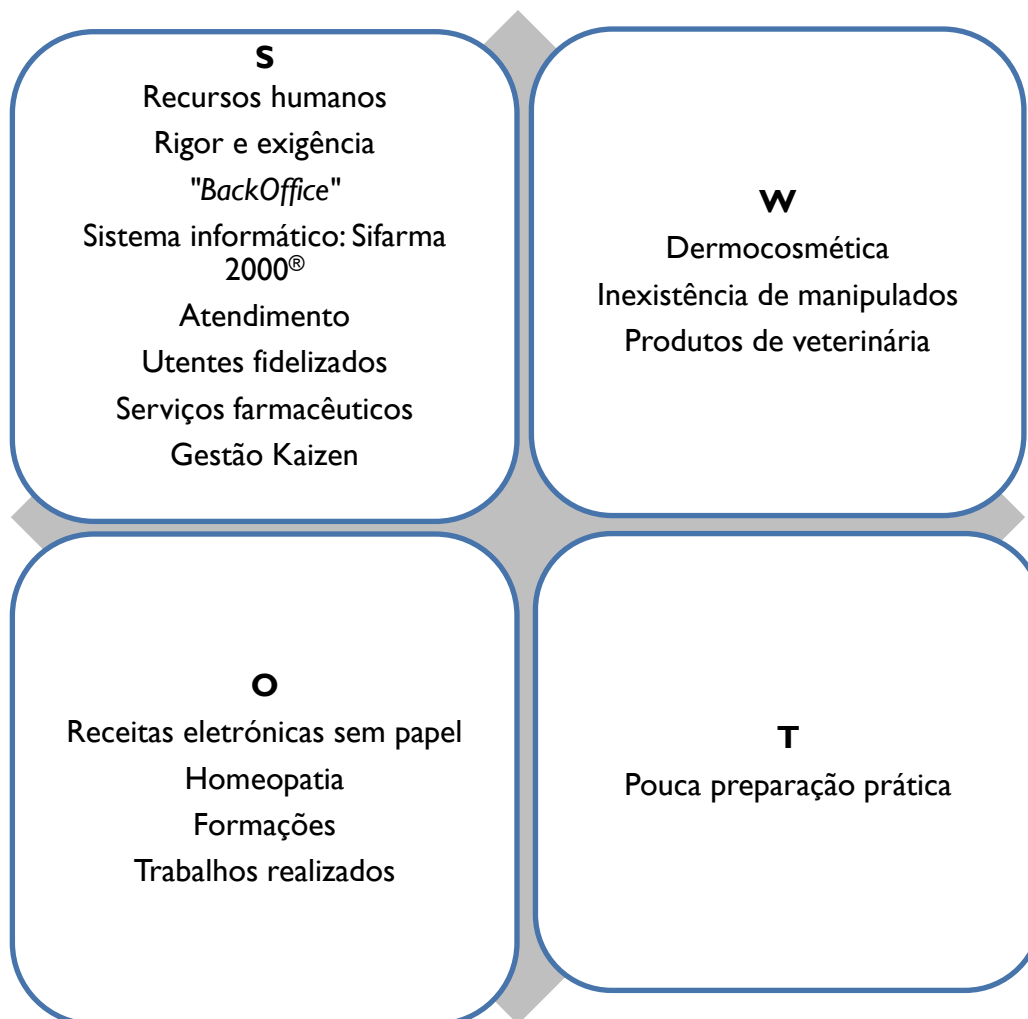 S
Recursos humanos
Rigor e exigência
"BackOffice"
Sistema informático: Sifarma
2000®
Atendimento
Utentes fidelizados
Serviços farmacêuticos
Gestão Kaizen
W
Dermocosmética
Inexistência de manipulados
Produtos de veterinária
O
Receitas eletrónicas sem papel
Homeopatia
Formações
Trabalhos realizados
T
Pouca preparação prática